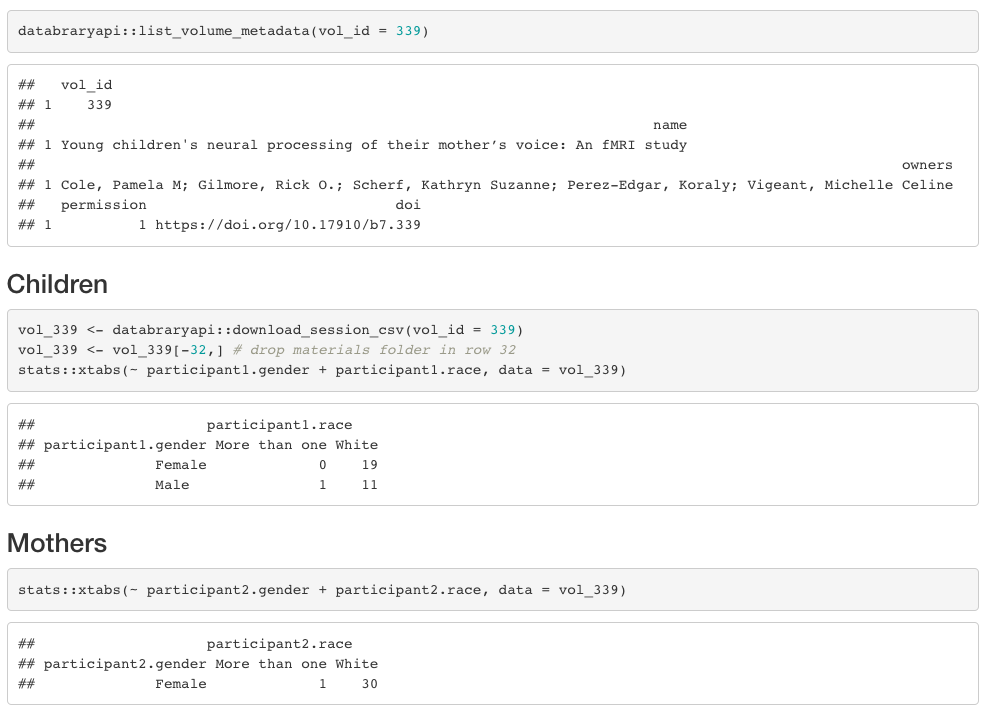 databraryapi::list_volume_metadata(vol_id = 339)
##   vol_id
## 1    339
##                                                                         name
## 1 Young children's neural processing of their mother’s voice: An fMRI study
##                                                                                                       owners
## 1 Cole, Pamela M; Gilmore, Rick O.; Scherf, Kathryn Suzanne; Perez-Edgar, Koraly; Vigeant, Michelle Celine
##   permission                             doi
## 1          1 https://doi.org/10.17910/b7.339
Children
vol_339 <- databraryapi::download_session_csv(vol_id = 339)
vol_339 <- vol_339[-32,] # drop materials folder in row 32
stats::xtabs(~ participant1.gender + participant1.race, data = vol_339)
##                    participant1.race
## participant1.gender More than one White
##              Female             0    19
##              Male               1    11
Mothers
stats::xtabs(~ participant2.gender + participant2.race, data = vol_339)
##                    participant2.race
## participant2.gender More than one White
##              Female             1    30